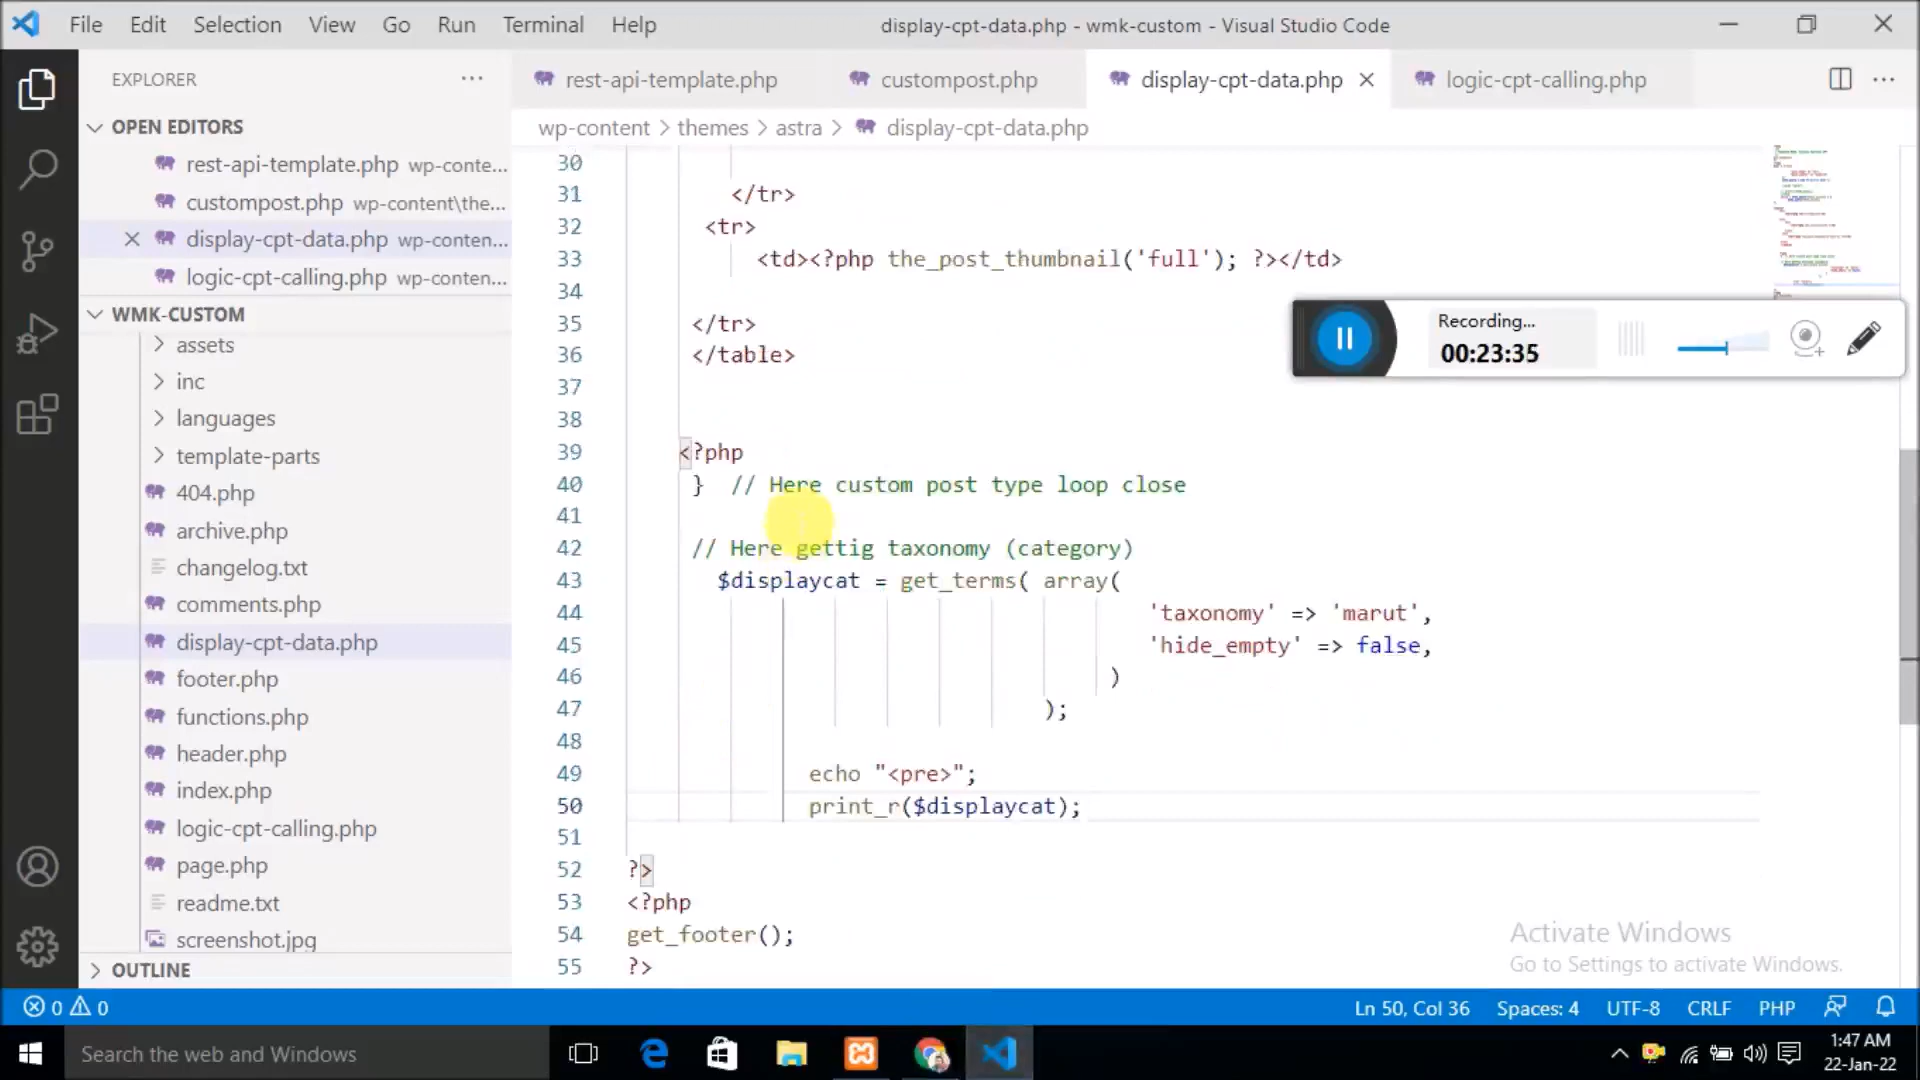 File Edit Selection View Go Run Terminal Help
display-cpt-data.php - wmk-custom - Visual Studio Code
EXPLORER
rest-api-template.php
custompost.php
display-cpt-data.php
logic-cpt-calling.php
wp-content > themes > astra > display-cpt-data.php
OPEN EDITORS
rest-api-template.php wp-conte...
custompost.php wp-content\the...
display-cpt-data.php wp-conten...
logic-cpt-calling.php wp-conten...
WMK-CUSTOM
assets
inc
languages
template-parts
404.php
archive.php
changelog.txt
comments.php
display-cpt-data.php
footer.php
functions.php
header.php
index.php
logic-cpt-calling.php
page.php
readme.txt
screenshot.jpg
OUTLINE
30
31 </tr>
32 <tr>
33 <td><?php the_post_thumbnail('full'); ?></td>
34
35 </tr>
36 </table>
37
38
39 <?php
40 } // Here custom post type loop close
41
42 // Here gettig taxonomy (category)
43 $displaycat = get_terms( array(
44 'taxonomy' => 'marut',
45 'hide_empty' => false,
46 )
47 );
48
49 echo "<pre>";
50 print_r($displaycat);
51
52 ?>
53 <?php
54 get_footer();
55 ?>
Recording...
00:23:35
Activate Windows
Go to Settings to activate Windows.
0 0
Ln 50, Col 36 Spaces: 4 UTF-8 CRLF PHP
Search the web and Windows
1:47 AM
22-Jan-22